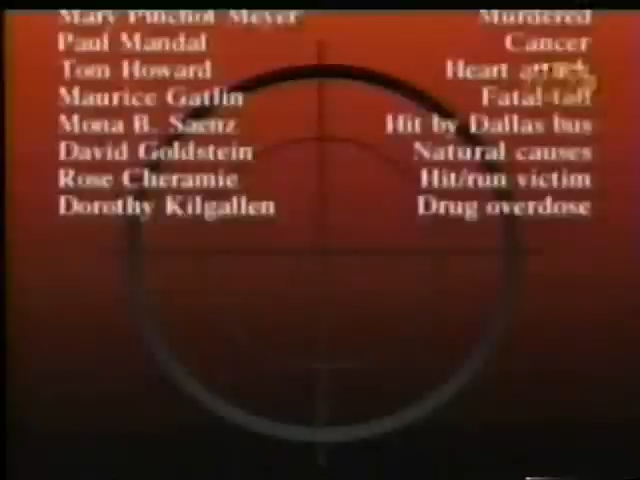 Mary Pinchot Meyer Murdered
Paul Mandal Cancer
Tom Howard Heart attack
Maurice Gatlin Fatal fall
Mona B. Saenz Hit by Dallas bus
David Goldstein Natural causes
Rose Cheramie Hit/run victim
Dorothy Kilgallen Drug overdose